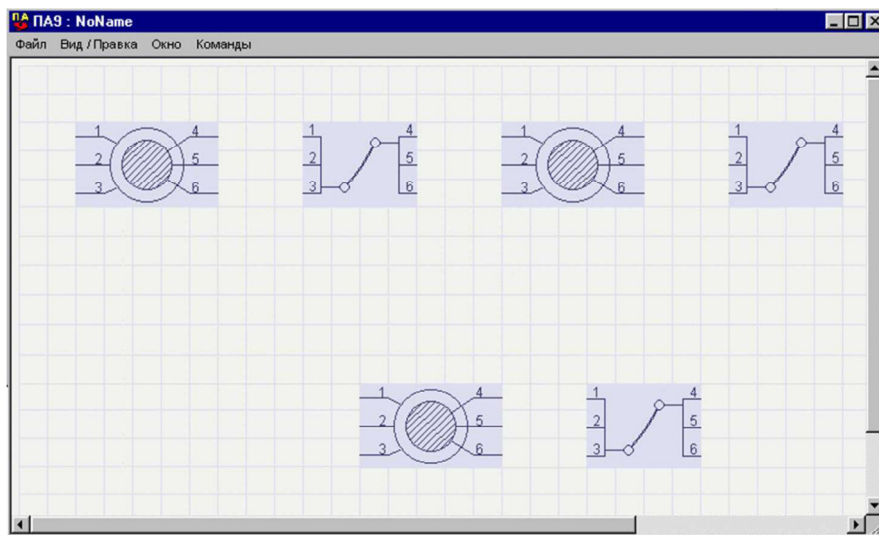 ПА
ПА9 : NoName
Файл Вид / Правка Окно Команды
1 4 1 4 1 4 1 4
2 5 2 5 2 5 2 5
3 6 3 6 3 6 3 6
1 4 1 4
2 5 2 5
3 6 3 6